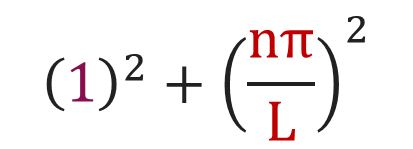 (1)² + (nπ/L)²